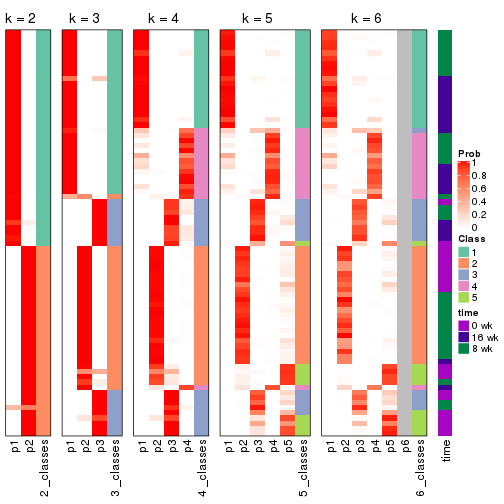 k = 2
k = 3
k = 4
k = 5
k = 6
p1
p2
2_classes
p1
p2
p3
3_classes
p1
p2
p3
p4
4_classes
p1
p2
p3
p4
p5
5_classes
p1
p2
p3
p4
p5
p6
6_classes
time
Prob
1
0.8
0.6
0.4
0.2
0
Class
1
2
3
4
5
time
0 wk
16 wk
8 wk